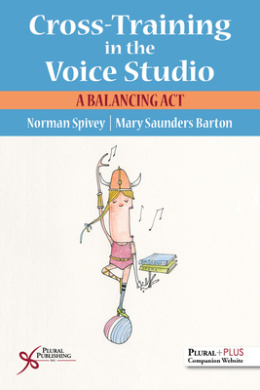 Cross-Training
in the
Voice Studio
A BALANCING ACT
Norman Spivey | Mary Saunders Barton
PLURAL
PUBLISHING
INC.
PLURAL+PLUS
Companion Website